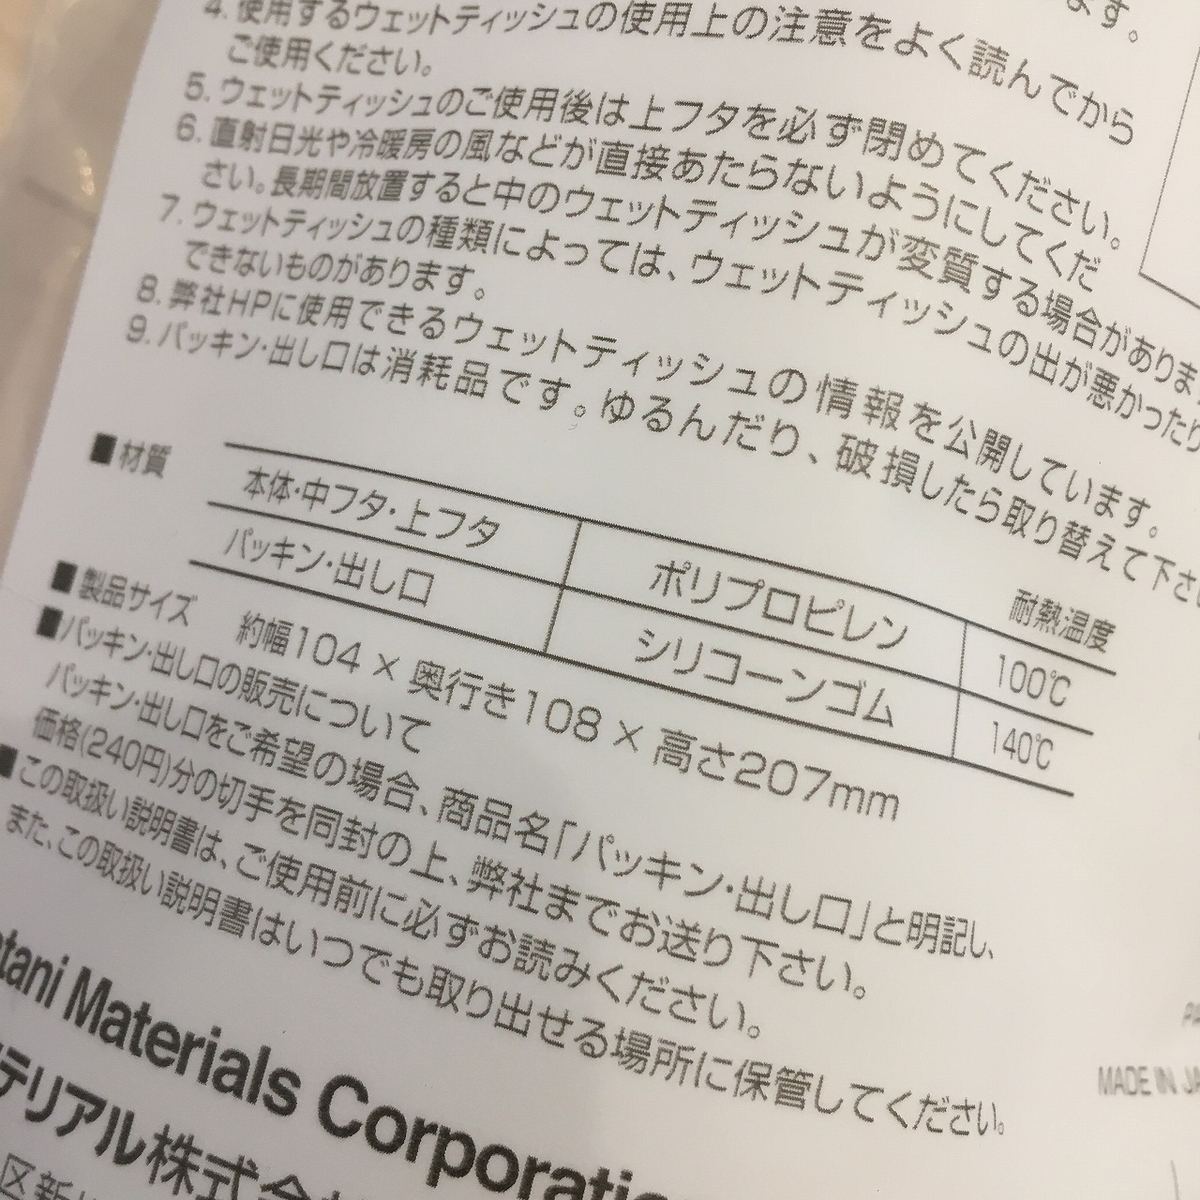 ます。
4. 使用するウェットティッシュの使用上の注意をよく読んでから
ご使用ください。
5. ウェットティッシュのご使用後は上フタを必ず閉めてください。
6. 直射日光や冷暖房の風などが直接あたらないようにしてくだ
さい。長期間放置すると中のウェットティッシュが変質する場合がありま
7. ウェットティッシュの種類によっては、ウェットティッシュの出が悪かったり
できないものがあります。
8. 弊社HPに使用できるウェットティッシュの情報を公開しています。
9. パッキン・出し口は消耗品です。ゆるんだり、破損したら取り替えて下さい
■材質
耐熱温度
本体・中フタ・上フタ ポリプロピレン 100℃
パッキン・出し口 シリコーンゴム 140℃
■製品サイズ 約幅104 × 奥行き108 × 高さ207mm
■パッキン・出し口の販売について
パッキン・出し口をご希望の場合、商品名「パッキン・出し口」と明記し、
価格(240円)分の切手を同封の上、弊社までお送り下さい。
■この取扱い説明書は、ご使用前に必ずお読みください。
また、この取扱い説明書はいつでも取り出せる場所に保管してください。
MADE IN JA
tani Materials Corporatio
テリアル株式会
区新